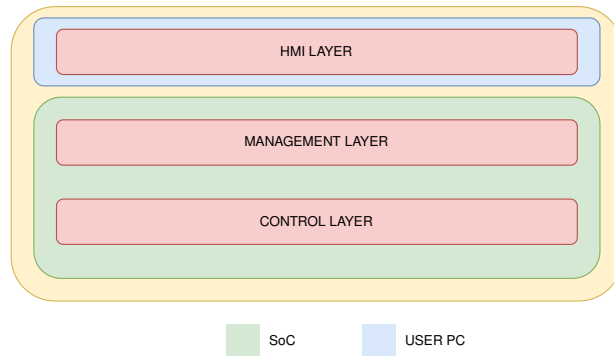 HMI LAYER
MANAGEMENT LAYER
CONTROL LAYER
SoC USER PC